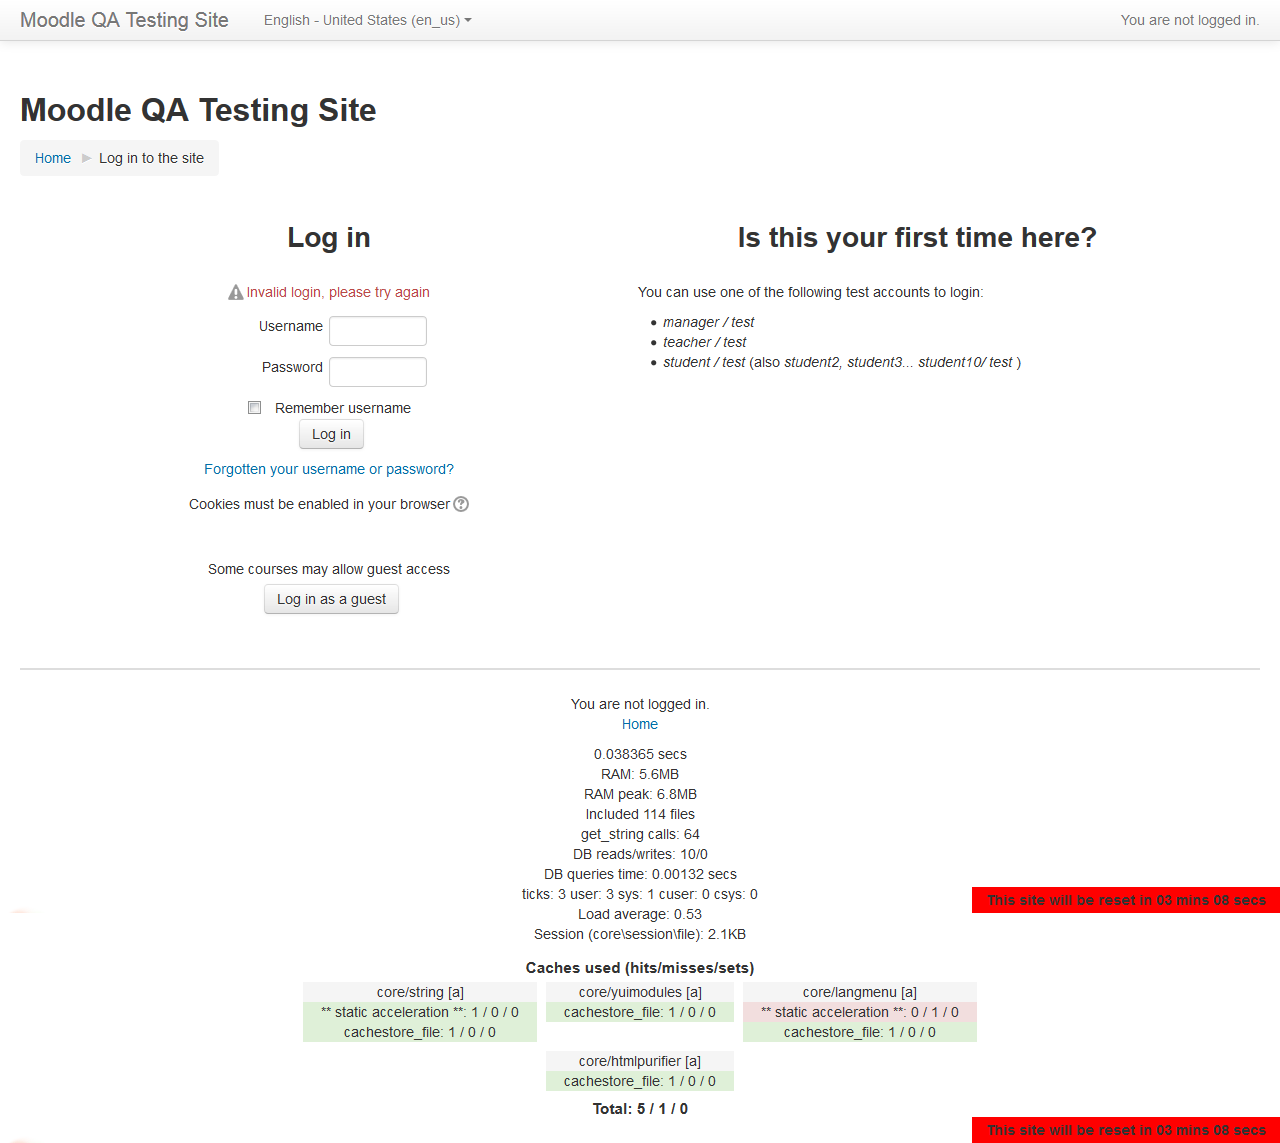 Moodle QA Testing Site English - United States (en_us) You are not logged in.
Moodle QA Testing Site
Home Log in to the site
Log in
Invalid login, please try again
Username
Password
Remember username
Log in
Forgotten your username or password?
Cookies must be enabled in your browser
Some courses may allow guest access
Log in as a guest
Is this your first time here?
You can use one of the following test accounts to login:
• manager / test
• teacher / test
• student / test (also student2, student3... student10/ test )
You are not logged in.
Home
0.038365 secs
RAM: 5.6MB
RAM peak: 6.8MB
Included 114 files
get_string calls: 64
DB reads/writes: 10/0
DB queries time: 0.00132 secs
ticks: 3 user: 3 sys: 1 cuser: 0 csys: 0
This site will be reset in 03 mins 08 secs
Load average: 0.53
Session (core\session\file): 2.1KB
Caches used (hits/misses/sets)
core/string [a]
** static acceleration **: 1 / 0 / 0
cachestore_file: 1 / 0 / 0
core/yuimodules [a]
cachestore_file: 1 / 0 / 0
core/langmenu [a]
** static acceleration **: 0 / 1 / 0
cachestore_file: 1 / 0 / 0
core/htmlpurifier [a]
cachestore_file: 1 / 0 / 0
Total: 5 / 1 / 0
This site will be reset in 03 mins 08 secs